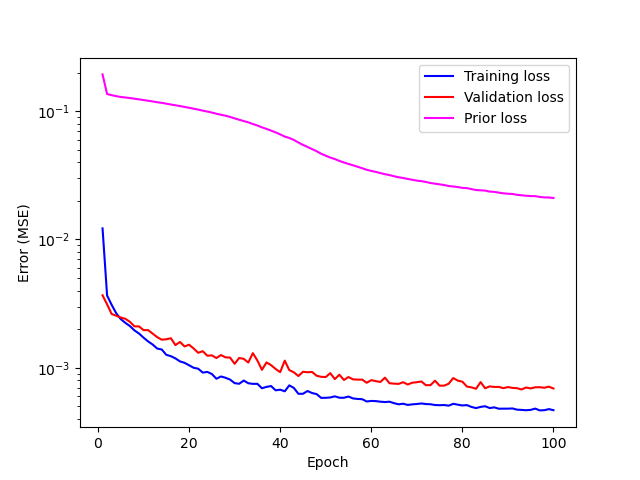 Training loss
Validation loss
Prior loss
10⁻¹
10⁻²
10⁻³
Error (MSE)
0 20 40 60 80 100
Epoch